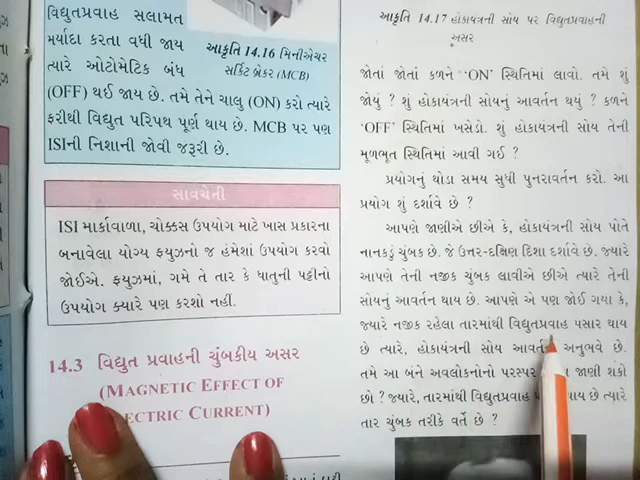 વિદ્યુતપ્રવાહ સલામત
મર્યાદા કરતા વધી જાય
ત્યારે ઓટોમેટિક બંધ
(OFF) થઈ જાય છે. તમે તેને ચાલુ (ON) કરો ત્યારે
ફરીથી વિદ્યુત પરિપથ પૂર્ણ થાય છે. MCB પર પણ
ISIની નિશાની જોવી જરૂરી છે.
આકૃતિ 14.16 મિનીએચર
સર્કિટ બ્રેકર (MCB)
સાવચેતી
ISI માર્કાવાળા, ચોક્કસ ઉપયોગ માટે ખાસ પ્રકારના
બનાવેલા યોગ્ય ફયુઝનો જ હંમેશાં ઉપયોગ કરવો
જોઈએ. ફયુઝમાં, ગમે તે તાર કે ધાતુની પટ્ટીનો
ઉપયોગ ક્યારે પણ કરશો નહીં.
14.3 વિદ્યુત પ્રવાહની ચુંબકીય અસર
(MAGNETIC EFFECT OF
CURRENT)
આકૃતિ 14.17 હોકાયંત્રની સોય પર વિદ્યુતપ્રવાહની
અસર
જોતાં જોતાં કળને 'ON' સ્થિતિમાં લાવો. તમે શું
જોયું ? શું હોકાયંત્રની સોયનું આવર્તન થયું ? કળને
'OFF' સ્થિતિમાં ખસેડો. શું હોકાયંત્રની સોય તેની
મૂળભૂત સ્થિતિમાં આવી ગઈ ?
પ્રયોગનું થોડા સમય સુધી પુનરાવર્તન કરો. આ
પ્રયોગ શું દર્શાવે છે ?
આપણે જાણીએ છીએ કે, હોકાયંત્રની સોય પોતે
નાનકડું ચુંબક છે. જે ઉત્તર-દક્ષિણ દિશા દર્શાવે છે. જ્યારે
આપણે તેની નજીક ચુંબક લાવીએ છીએ ત્યારે તેની
સોયનું આવર્તન થાય છે. આપણે એ પણ જોઈ ગયા કે,
જ્યારે નજીક રહેલા તારમાંથી વિદ્યુતપ્રવાહ પસાર થાય
છે ત્યારે, હોકાયંત્રની સોય આવર્તન અનુભવે છે.
તમે આ બંને અવલોકનોનો પરસ્પર જાણી શકો
છો ? જ્યારે, તારમાંથી વિદ્યુતપ્રવાહ થાય છે ત્યારે
તાર ચુંબક તરીકે વર્તે છે ?